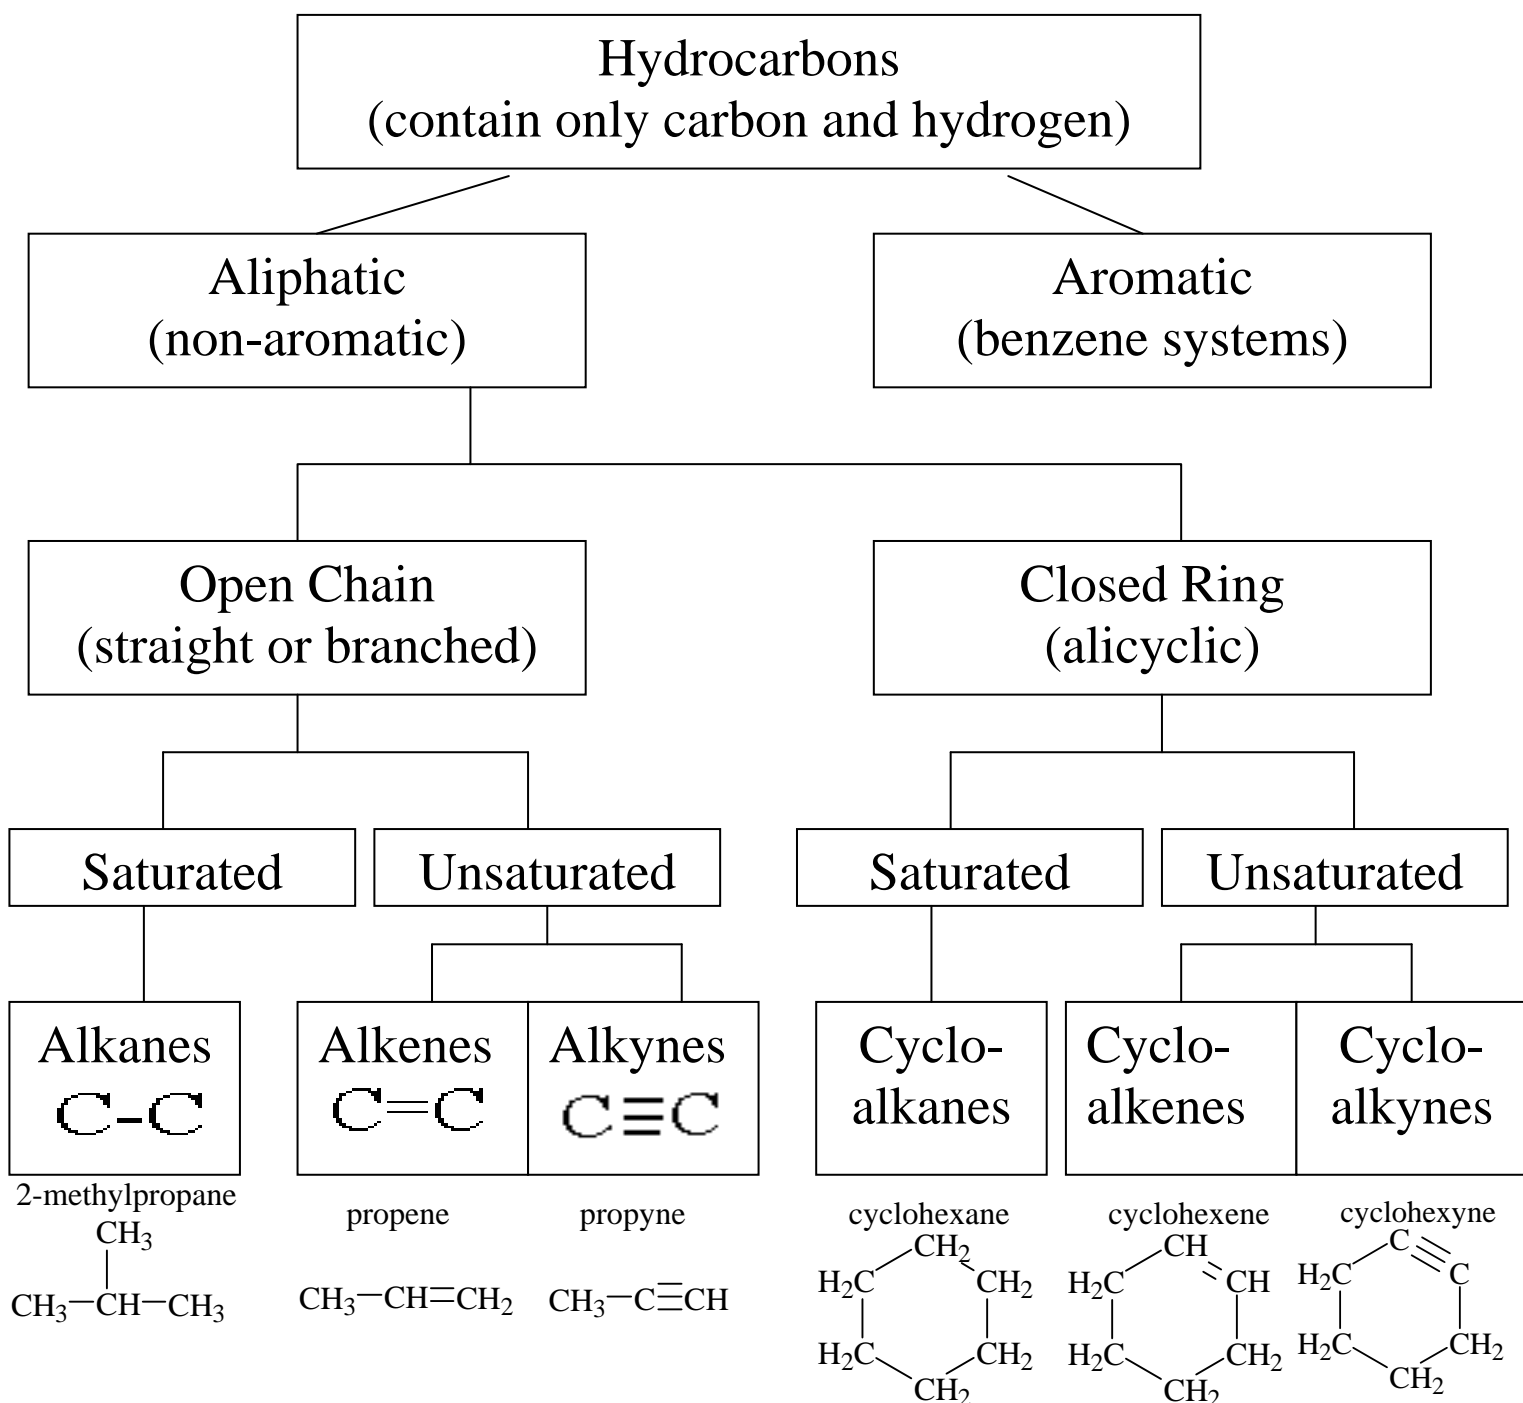 Hydrocarbons
(contain only carbon and hydrogen)
Aliphatic
(non-aromatic)
Aromatic
(benzene systems)
Open Chain
(straight or branched)
Closed Ring
(alicyclic)
Saturated
Unsaturated
Saturated
Unsaturated
Alkanes
C-C
Alkenes
C=C
Alkynes
C≡C
Cyclo-
alkanes
Cyclo-
alkenes
Cyclo-
alkynes
2-methylpropane
CH₃
CH₃—CH—CH₃
propene
CH₃—CH=CH₂
propyne
CH₃—C≡CH
cyclohexane
CH₂
H₂C CH₂
H₂C CH₂
CH₂
cyclohexene
CH
H₂C CH
H₂C CH₂
CH₂
cyclohexyne
C≡C
H₂C
H₂C CH₂
CH₂